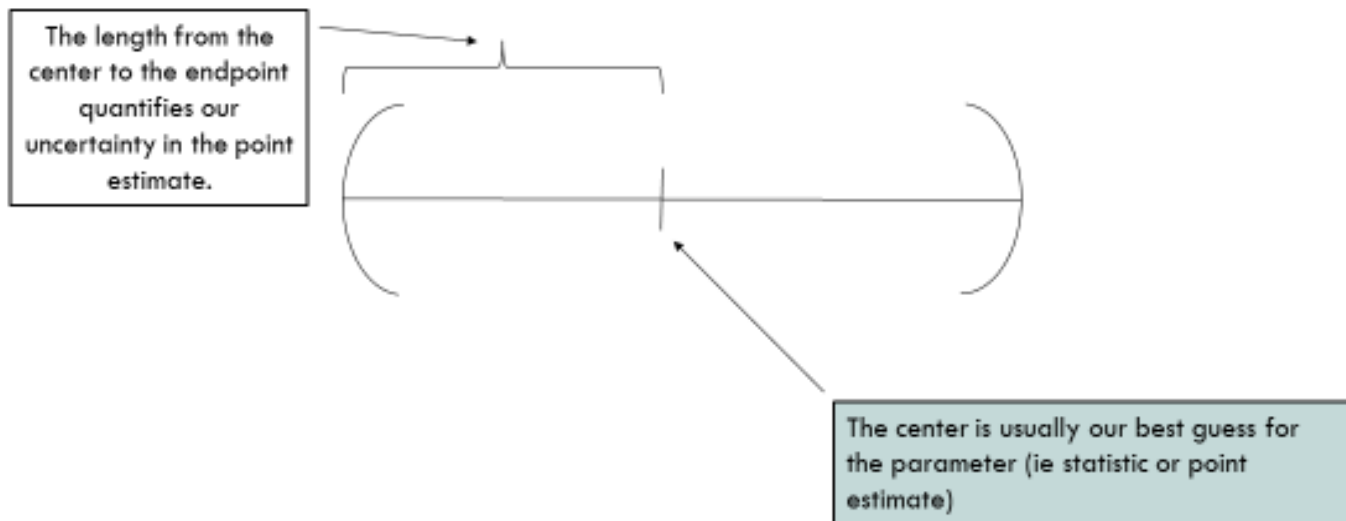 The length from the
center to the endpoint
quantifies our
uncertainty in the point
estimate.
The center is usually our best guess for
the parameter (ie statistic or point
estimate)